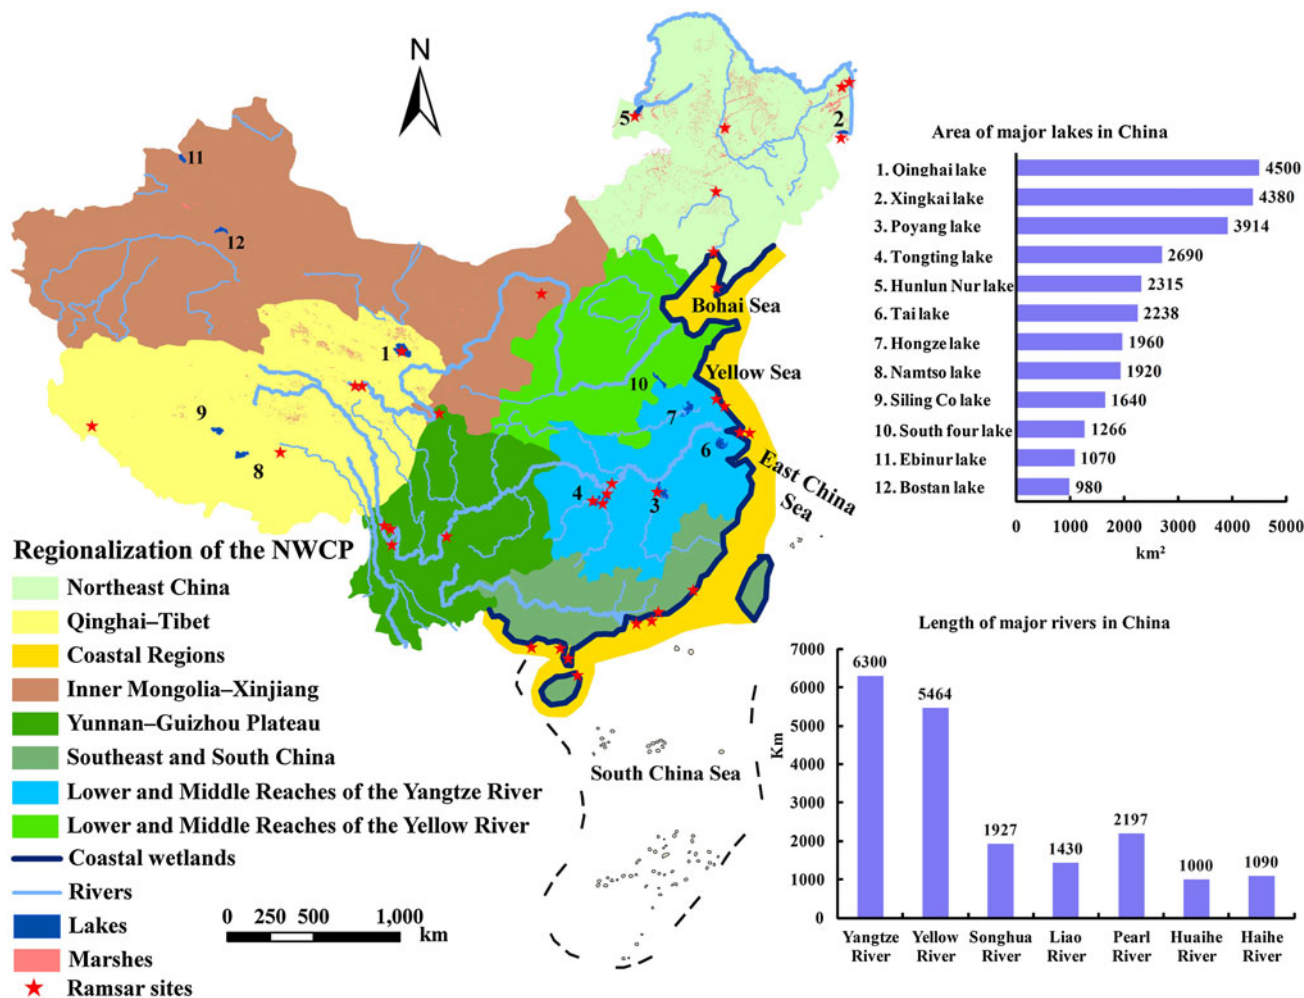 N
5
2
11
12
1
9
8
10
7
6
4
3
Bohai Sea
Yellow Sea
East China
Sea
South China Sea
Regionalization of the NWCP
Northeast China
Qinghai–Tibet
Coastal Regions
Inner Mongolia–Xinjiang
Yunnan–Guizhou Plateau
Southeast and South China
Lower and Middle Reaches of the Yangtze River
Lower and Middle Reaches of the Yellow River
Coastal wetlands
Rivers
Lakes
Marshes
Ramsar sites
0 250 500 1,000
km
Area of major lakes in China
1. Qinghai lake 4500
2. Xingkai lake 4380
3. Poyang lake 3914
4. Tongting lake 2690
5. Hunlun Nur lake 2315
6. Tai lake 2238
7. Hongze lake 1960
8. Namtso lake 1920
9. Siling Co lake 1640
10. South four lake 1266
11. Ebinur lake 1070
12. Bostan lake 980
0 1000 2000 3000 4000 5000
km²
Length of major rivers in China
Km
7000
6000
5000
4000
3000
2000
1000
0
6300
5464
1927
1430
2197
1000
1090
Yangtze River
Yellow River
Songhua River
Liao River
Pearl River
Huaihe River
Haihe River